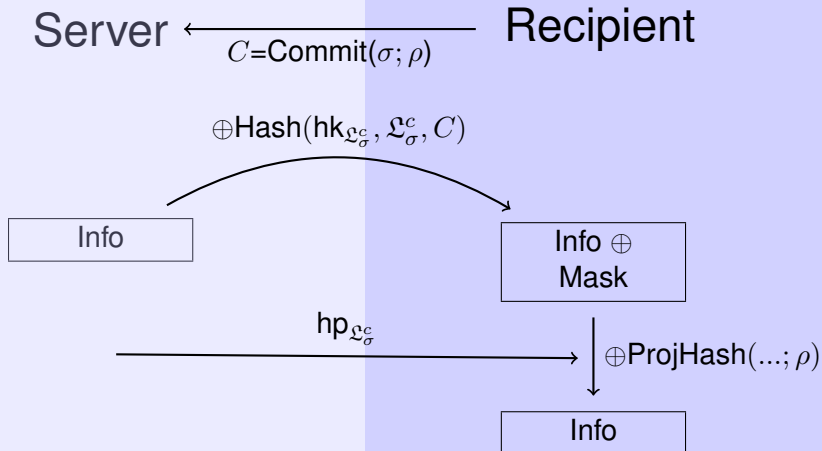 Server
Recipient
C=Commit(σ; ρ)
⊕Hash(hk_{𝔏^c_σ}, 𝔏^c_σ, C)
Info
Info ⊕
Mask
hp_{𝔏^c_σ}
⊕ProjHash(...; ρ)
Info